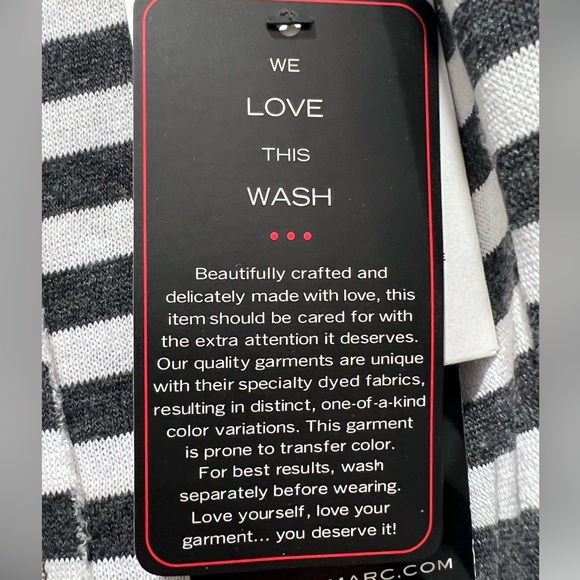 WE
LOVE
THIS
WASH
Beautifully crafted and
delicately made with love, this
item should be cared for with
the extra attention it deserves.
Our quality garments are unique
with their specialty dyed fabrics,
resulting in distinct, one-of-a-kind
color variations. This garment
is prone to transfer color.
For best results, wash
separately before wearing.
Love yourself, love your
garment... you deserve it!
MARC.COM